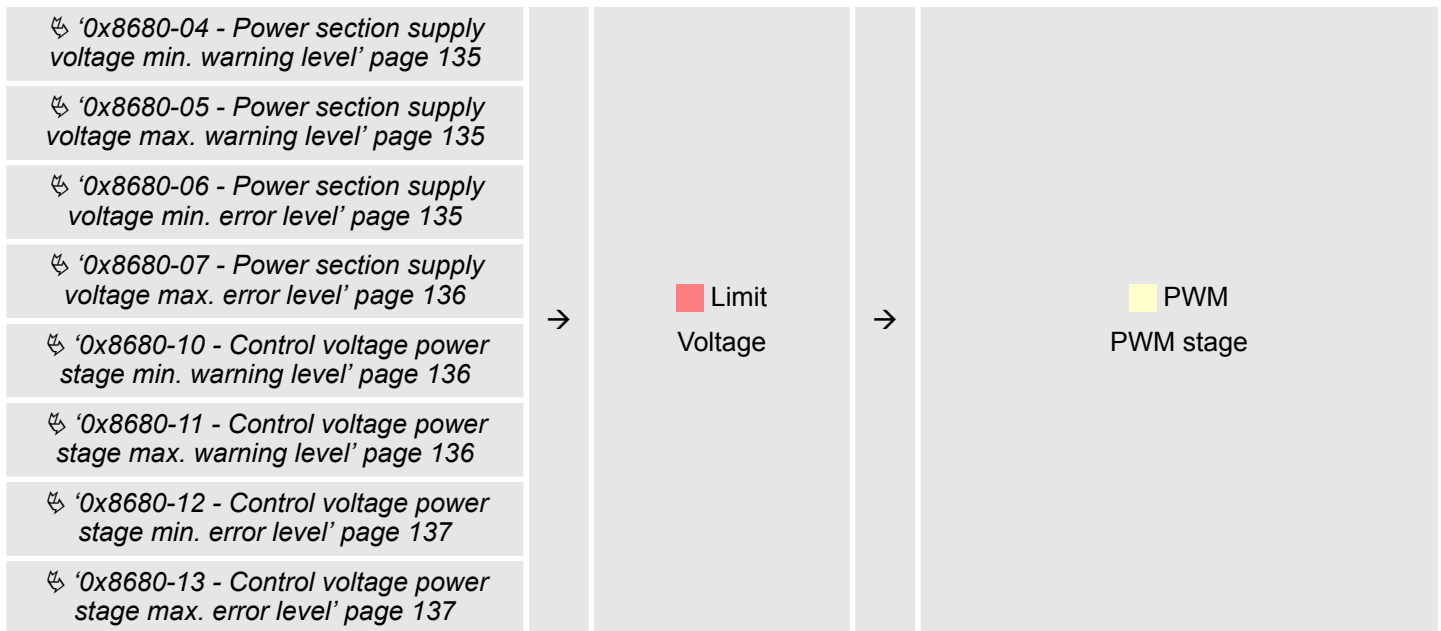 ↳ ‘0x8680-04 - Power section supply
voltage min. warning level’ page 135
↳ ‘0x8680-05 - Power section supply
voltage max. warning level’ page 135
↳ ‘0x8680-06 - Power section supply
voltage min. error level’ page 135
↳ ‘0x8680-07 - Power section supply
voltage max. error level’ page 136
↳ ‘0x8680-10 - Control voltage power
stage min. warning level’ page 136
↳ ‘0x8680-11 - Control voltage power
stage max. warning level’ page 136
↳ ‘0x8680-12 - Control voltage power
stage min. error level’ page 137
↳ ‘0x8680-13 - Control voltage power
stage max. error level’ page 137
→
Limit
Voltage
→
PWM
PWM stage